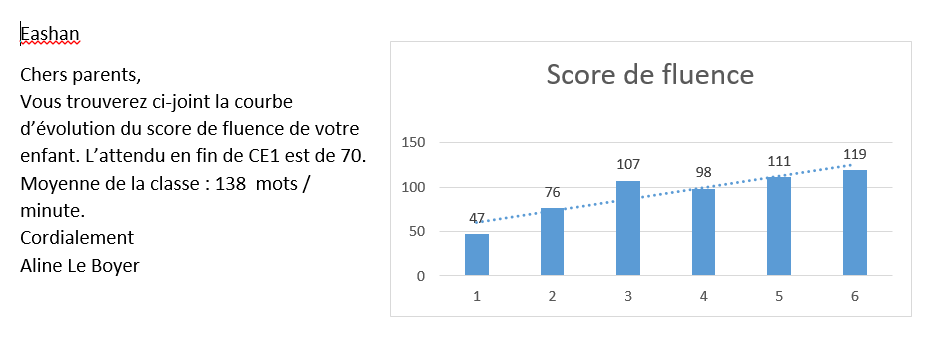 Eashan
Chers parents,
Vous trouverez ci-joint la courbe
d’évolution du score de fluence de votre
enfant. L’attendu en fin de CE1 est de 70.
Moyenne de la classe : 138  mots /
minute.
Cordialement
Aline Le Boyer
Score de fluence
150
100
50
0
47
76
107
98
111
119
1 2 3 4 5 6